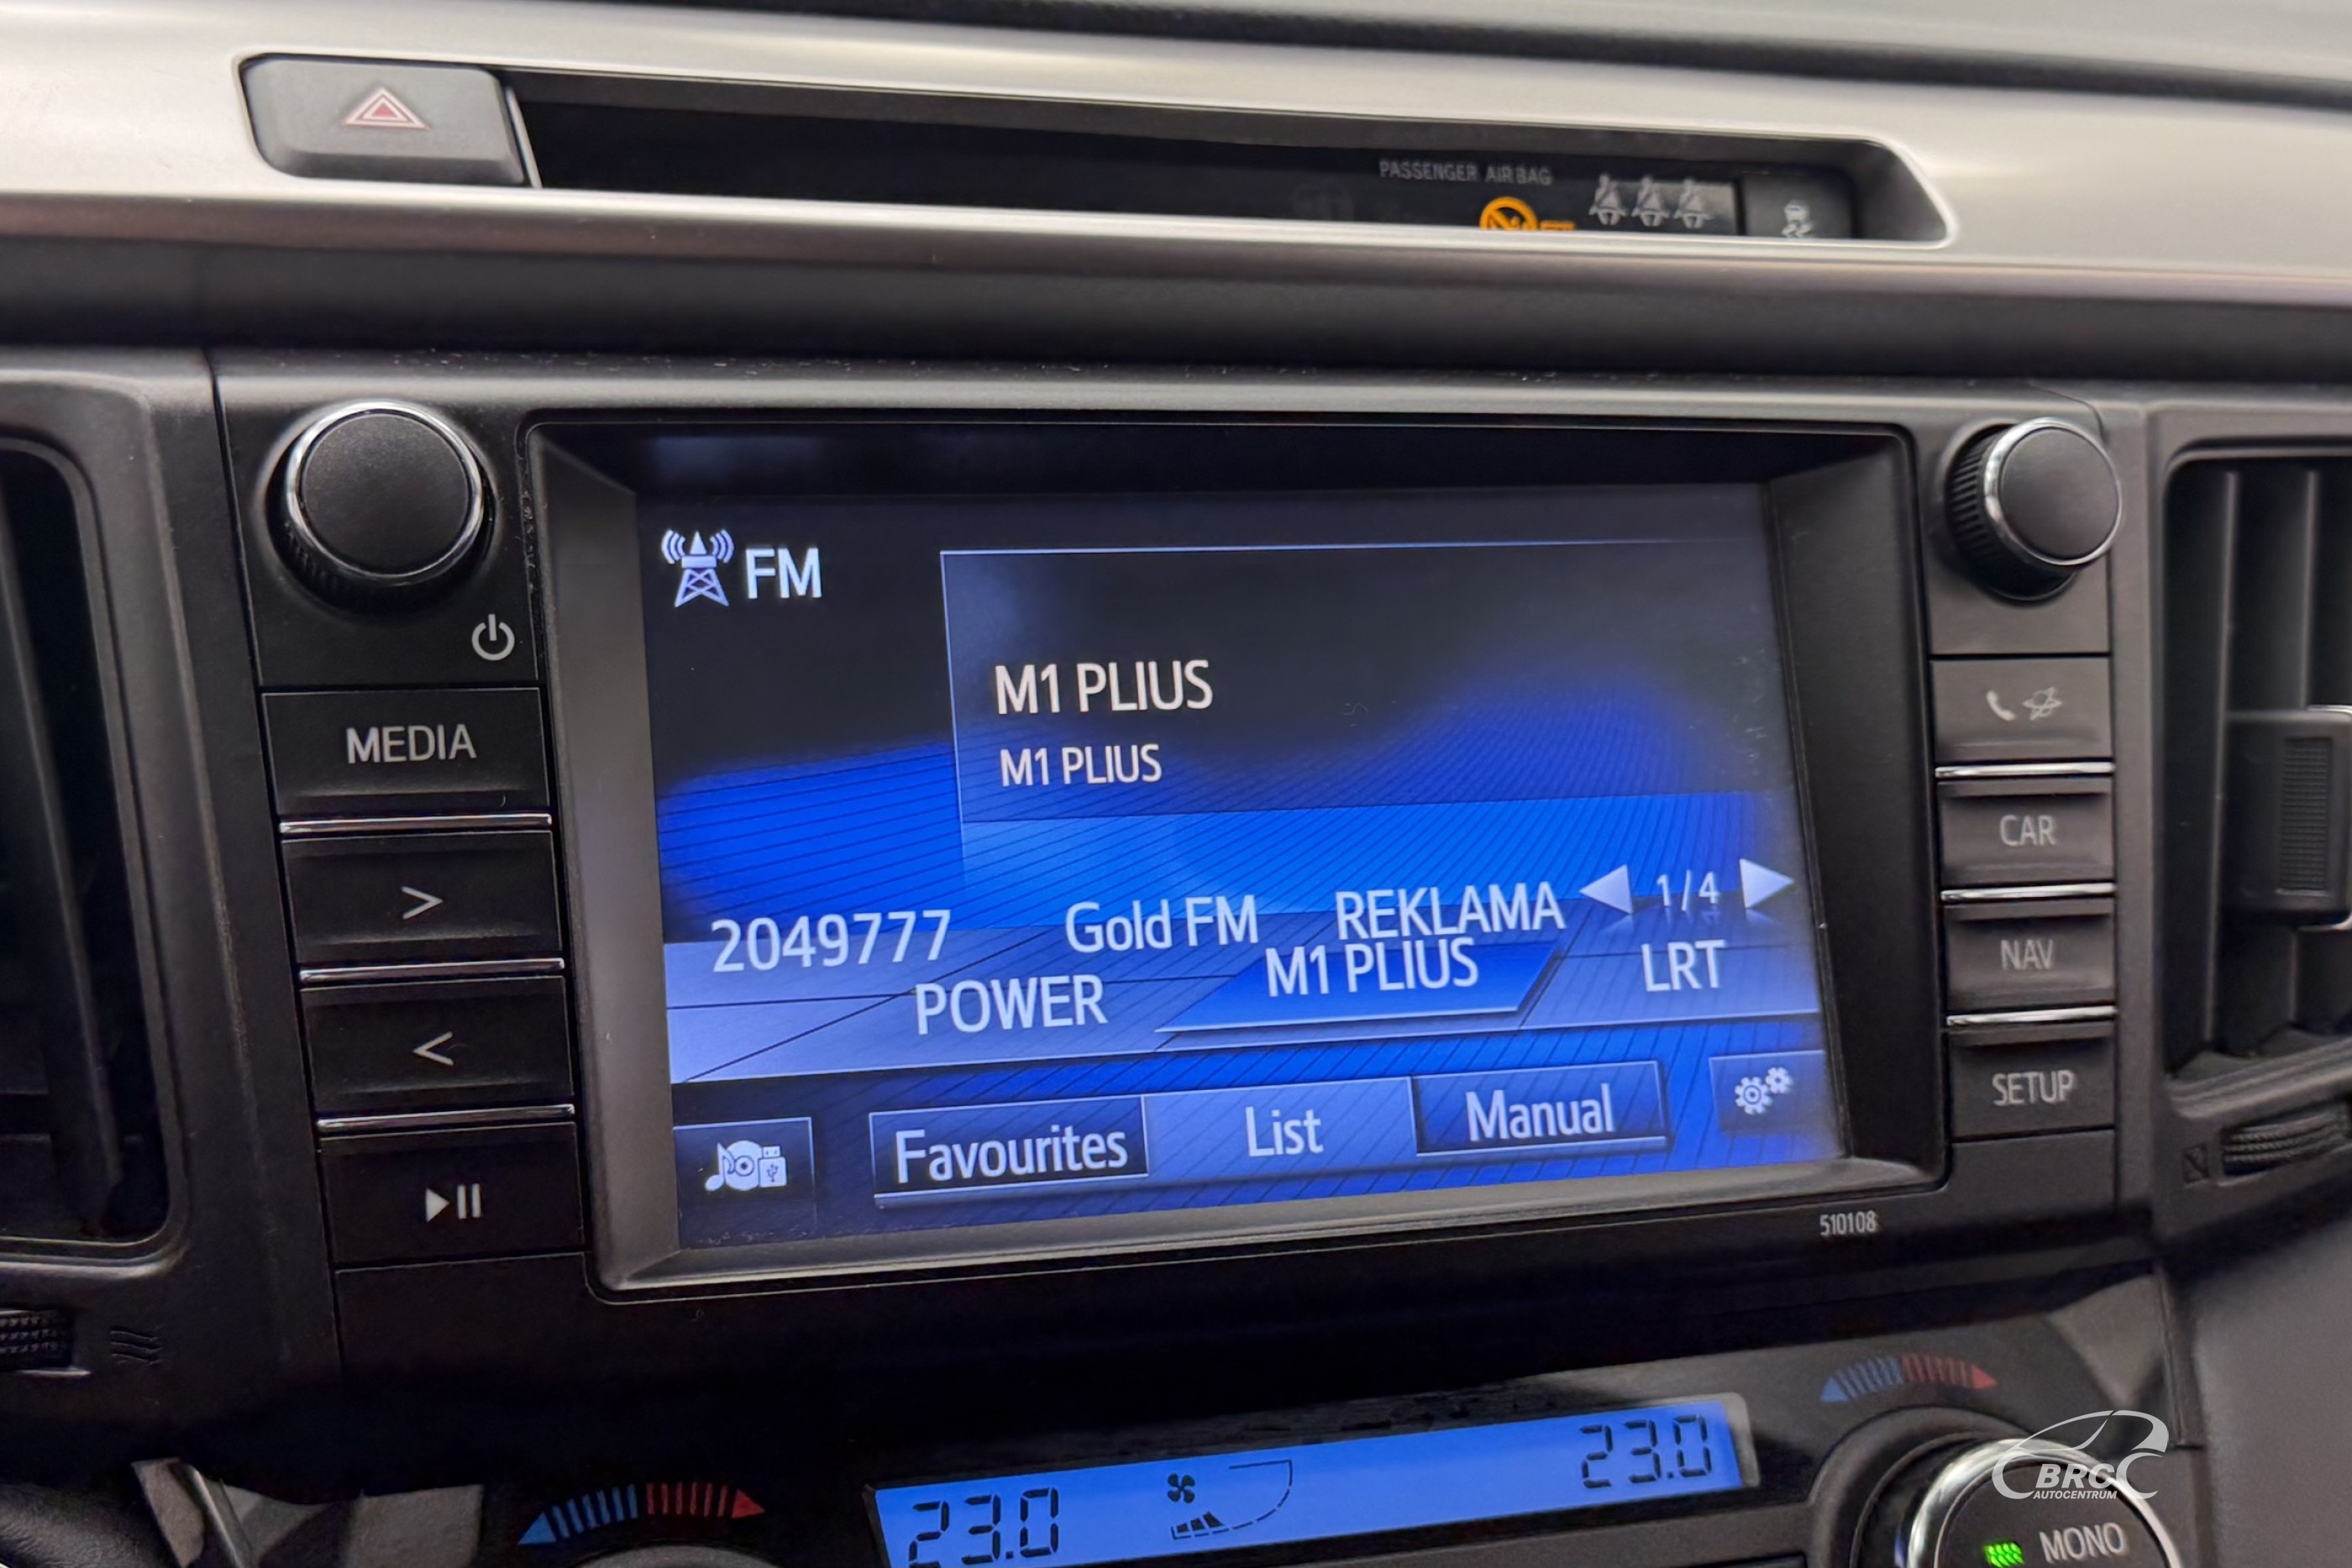 PASSENGER AIR BAG
FM
M1 PLIUS
M1 PLIUS
MEDIA
>
<
CAR
NAV
SETUP
2049777 Gold FM REKLAMA 1/4
POWER M1 PLIUS LRT
Favourites List Manual
510108
23.0 23.0
BRC
AUTOCENTRUM
MONO